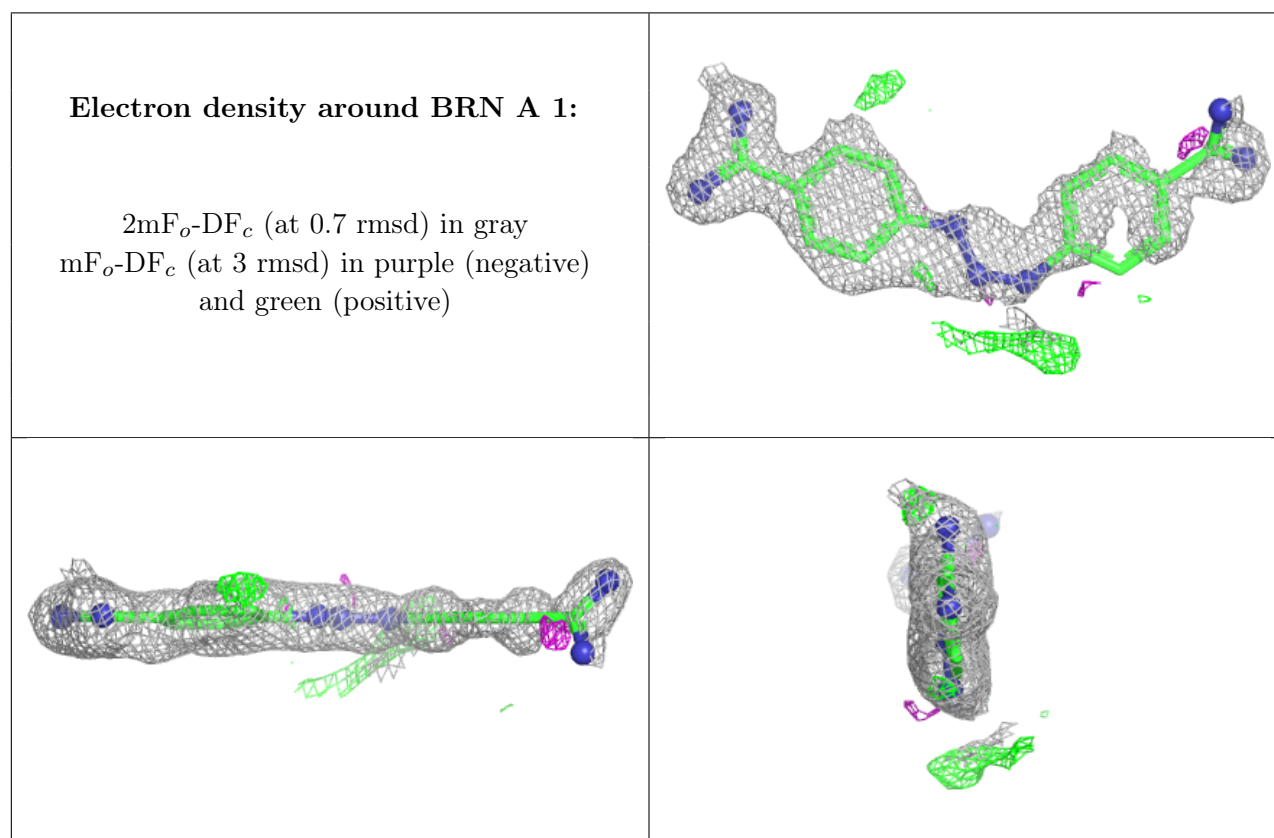 Electron density around BRN A 1:
2mFo-DFc (at 0.7 rmsd) in gray
mFo-DFc (at 3 rmsd) in purple (negative)
and green (positive)